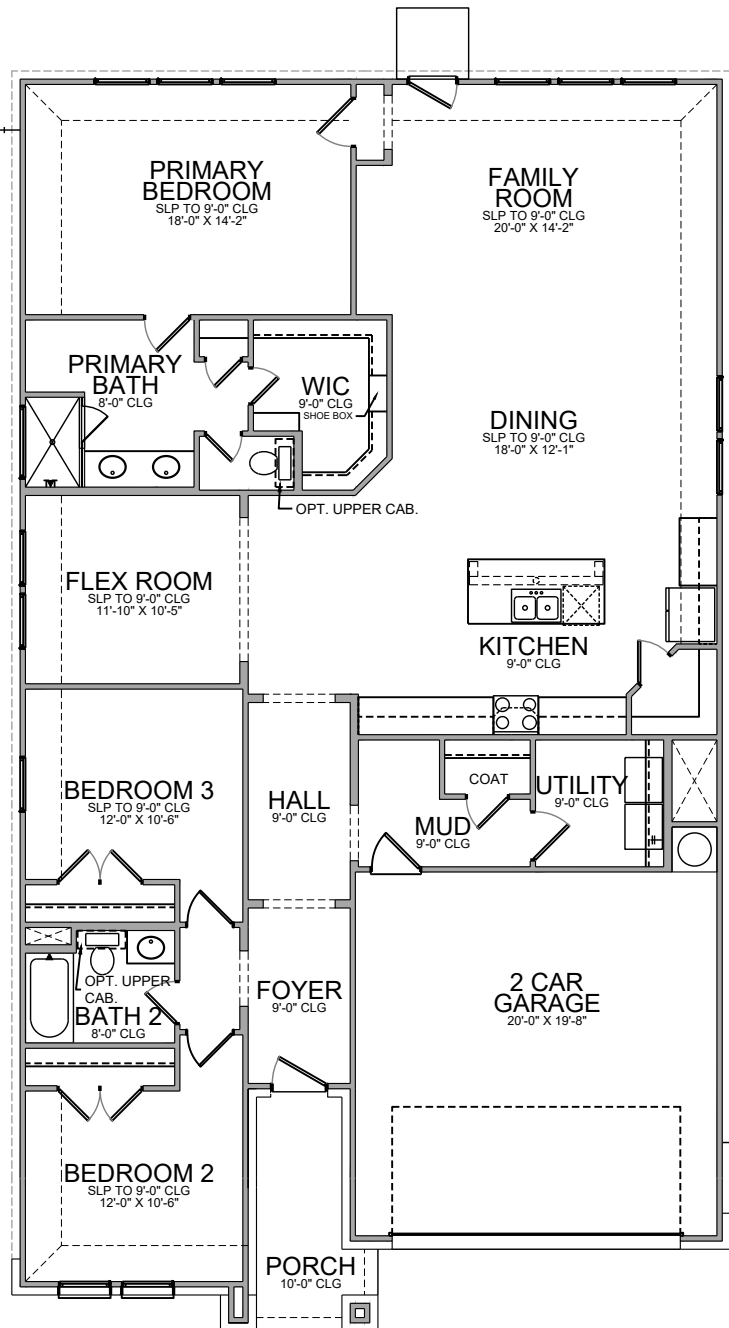 PRIMARY
BEDROOM
SLP TO 9'-0" CLG
18'-0" X 14'-2"
FAMILY
ROOM
SLP TO 9'-0" CLG
20'-0" X 14'-2"
PRIMARY
BATH
8'-0" CLG
WIC
9'-0" CLG
SHOE BOX
DINING
SLP TO 9'-0" CLG
18'-0" X 12'-1"
OPT. UPPER CAB.
FLEX ROOM
SLP TO 9'-0" CLG
11'-10" X 10'-5"
KITCHEN
9'-0" CLG
BEDROOM 3
SLP TO 9'-0" CLG
12'-0" X 10'-6"
HALL
9'-0" CLG
COAT
UTILITY
9'-0" CLG
MUD
9'-0" CLG
OPT. UPPER
CAB.
BATH 2
8'-0" CLG
FOYER
9'-0" CLG
2 CAR
GARAGE
20'-0" X 19'-8"
BEDROOM 2
SLP TO 9'-0" CLG
12'-0" X 10'-6"
PORCH
10'-0" CLG